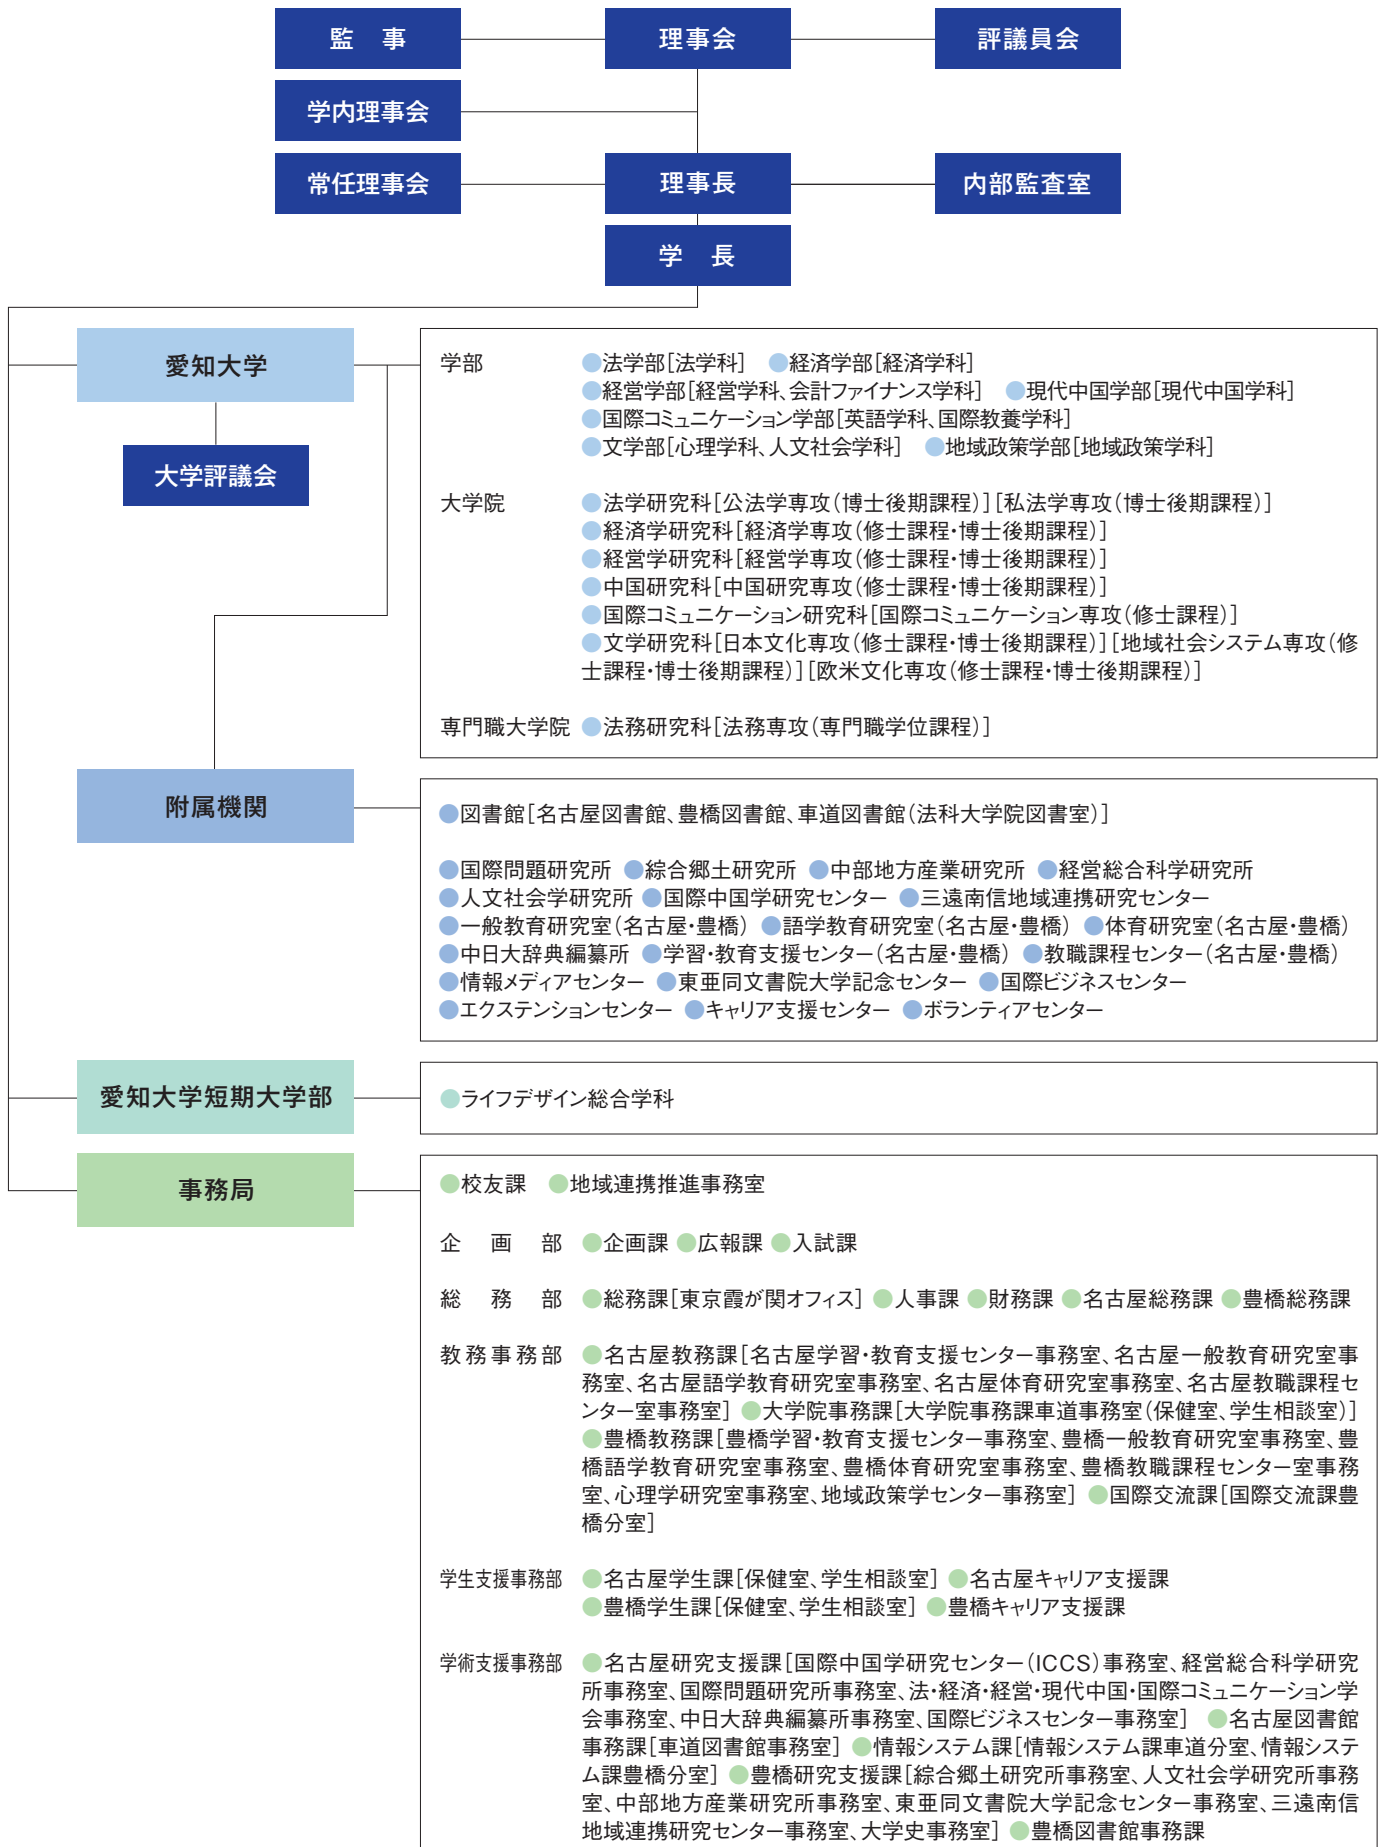 監　事
理事会
評議員会
学内理事会
常任理事会
理事長
内部監査室
学　長
愛知大学
大学評議会
学部
●法学部[法学科]　●経済学部[経済学科]
●経営学部[経営学科、会計ファイナンス学科]　●現代中国学部[現代中国学科]
●国際コミュニケーション学部[英語学科、国際教養学科]
●文学部[心理学科、人文社会学科]　●地域政策学部[地域政策学科]
大学院
●法学研究科[公法学専攻（博士後期課程）][私法学専攻（博士後期課程）]
●経済学研究科[経済学専攻（修士課程・博士後期課程）]
●経営学研究科[経営学専攻（修士課程・博士後期課程）]
●中国研究科[中国研究専攻（修士課程・博士後期課程）]
●国際コミュニケーション研究科[国際コミュニケーション専攻（修士課程）]
●文学研究科[日本文化専攻（修士課程・博士後期課程）][地域社会システム専攻（修
士課程・博士後期課程）][欧米文化専攻（修士課程・博士後期課程）]
専門職大学院 ●法務研究科[法務専攻（専門職学位課程）]
附属機関
●図書館[名古屋図書館、豊橋図書館、車道図書館（法科大学院図書室）]
●国際問題研究所 ●綜合郷土研究所 ●中部地方産業研究所 ●経営総合科学研究所
●人文社会学研究所 ●国際中国学研究センター ●三遠南信地域連携研究センター
●一般教育研究室（名古屋・豊橋） ●語学教育研究室（名古屋・豊橋） ●体育研究室（名古屋・豊橋）
●中日大辞典編纂所 ●学習・教育支援センター（名古屋・豊橋） ●教職課程センター（名古屋・豊橋）
●情報メディアセンター ●東亜同文書院大学記念センター ●国際ビジネスセンター
●エクステンションセンター ●キャリア支援センター ●ボランティアセンター
愛知大学短期大学部
●ライフデザイン総合学科
事務局
●校友課　●地域連携推進事務室
企　画　部 ●企画課 ●広報課 ●入試課
総　務　部 ●総務課[東京霞が関オフィス] ●人事課 ●財務課 ●名古屋総務課 ●豊橋総務課
教務事務部 ●名古屋教務課[名古屋学習・教育支援センター事務室、名古屋一般教育研究室事
務室、名古屋語学教育研究室事務室、名古屋体育研究室事務室、名古屋教職課程セ
ンター室事務室] ●大学院事務課[大学院事務課車道事務室（保健室、学生相談室）]
●豊橋教務課[豊橋学習・教育支援センター事務室、豊橋一般教育研究室事務室、豊
橋語学教育研究室事務室、豊橋体育研究室事務室、豊橋教職課程センター室事務
室、心理学研究室事務室、地域政策学センター事務室] ●国際交流課[国際交流課豊
橋分室]
学生支援事務部 ●名古屋学生課[保健室、学生相談室] ●名古屋キャリア支援課
●豊橋学生課[保健室、学生相談室] ●豊橋キャリア支援課
学術支援事務部 ●名古屋研究支援課[国際中国学研究センター（ICCS）事務室、経営総合科学研究
所事務室、国際問題研究所事務室、法・経済・経営・現代中国・国際コミュニケーション学
会事務室、中日大辞典編纂所事務室、国際ビジネスセンター事務室]　●名古屋図書館
事務課[車道図書館事務室] ●情報システム課[情報システム課車道分室、情報システ
ム課豊橋分室] ●豊橋研究支援課[綜合郷土研究所事務室、人文社会学研究所事務
室、中部地方産業研究所事務室、東亜同文書院大学記念センター事務室、三遠南信
地域連携研究センター事務室、大学史事務室] ●豊橋図書館事務課